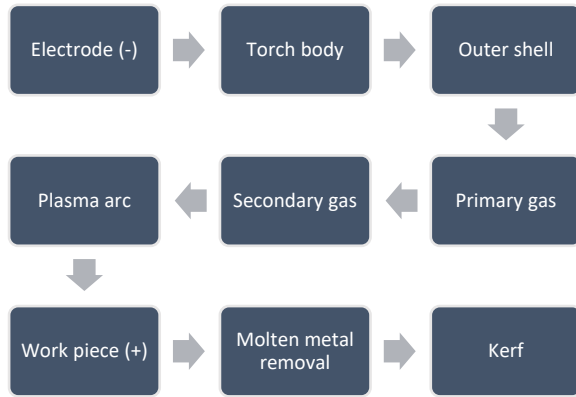 Electrode (-)
Torch body
Outer shell
Primary gas
Secondary gas
Plasma arc
Work piece (+)
Molten metal
removal
Kerf